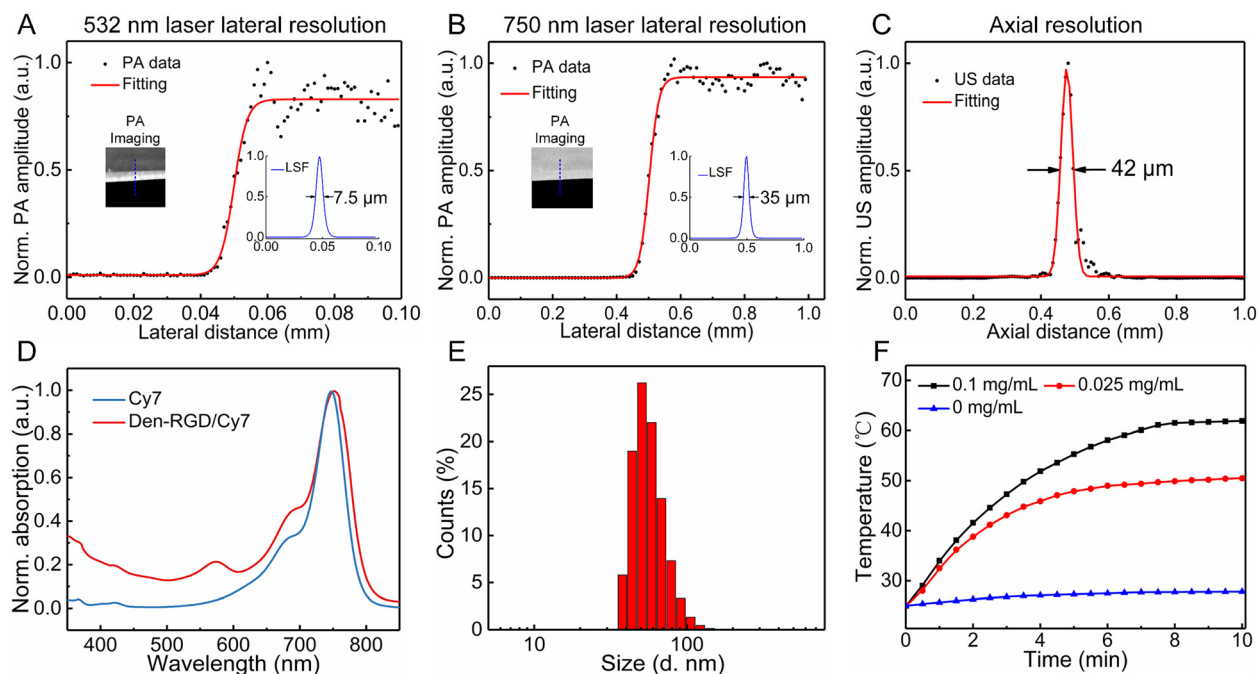 A
532 nm laser lateral resolution
Norm. PA amplitude (a.u.)
1.0
0.5
0.0
PA data
Fitting
PA
Imaging
1.0
0.5
0.0
LSF
7.5 μm
0.00 0.05 0.10
0.00 0.02 0.04 0.06 0.08 0.10
Lateral distance (mm)
B
750 nm laser lateral resolution
Norm. PA amplitude (a.u.)
1.0
0.5
0.0
PA data
Fitting
PA
Imaging
1.0
0.5
0.0
LSF
35 μm
0.0 0.5 1.0
0.0 0.2 0.4 0.6 0.8 1.0
Lateral distance (mm)
C
Axial resolution
Norm. US amplitude (a.u.)
1.0
0.5
0.0
US data
Fitting
42 μm
0.0 0.2 0.4 0.6 0.8 1.0
Axial distance (mm)
D
Norm. absorption (a.u.)
1.0
0.8
0.6
0.4
0.2
0.0
Cy7
Den-RGD/Cy7
400 500 600 700 800
Wavelength (nm)
E
Counts (%)
25
20
15
10
5
0
10 100
Size (d. nm)
F
Temperature (℃)
70
60
50
40
30
0.1 mg/mL 0.025 mg/mL
0 mg/mL
0 2 4 6 8 10
Time (min)